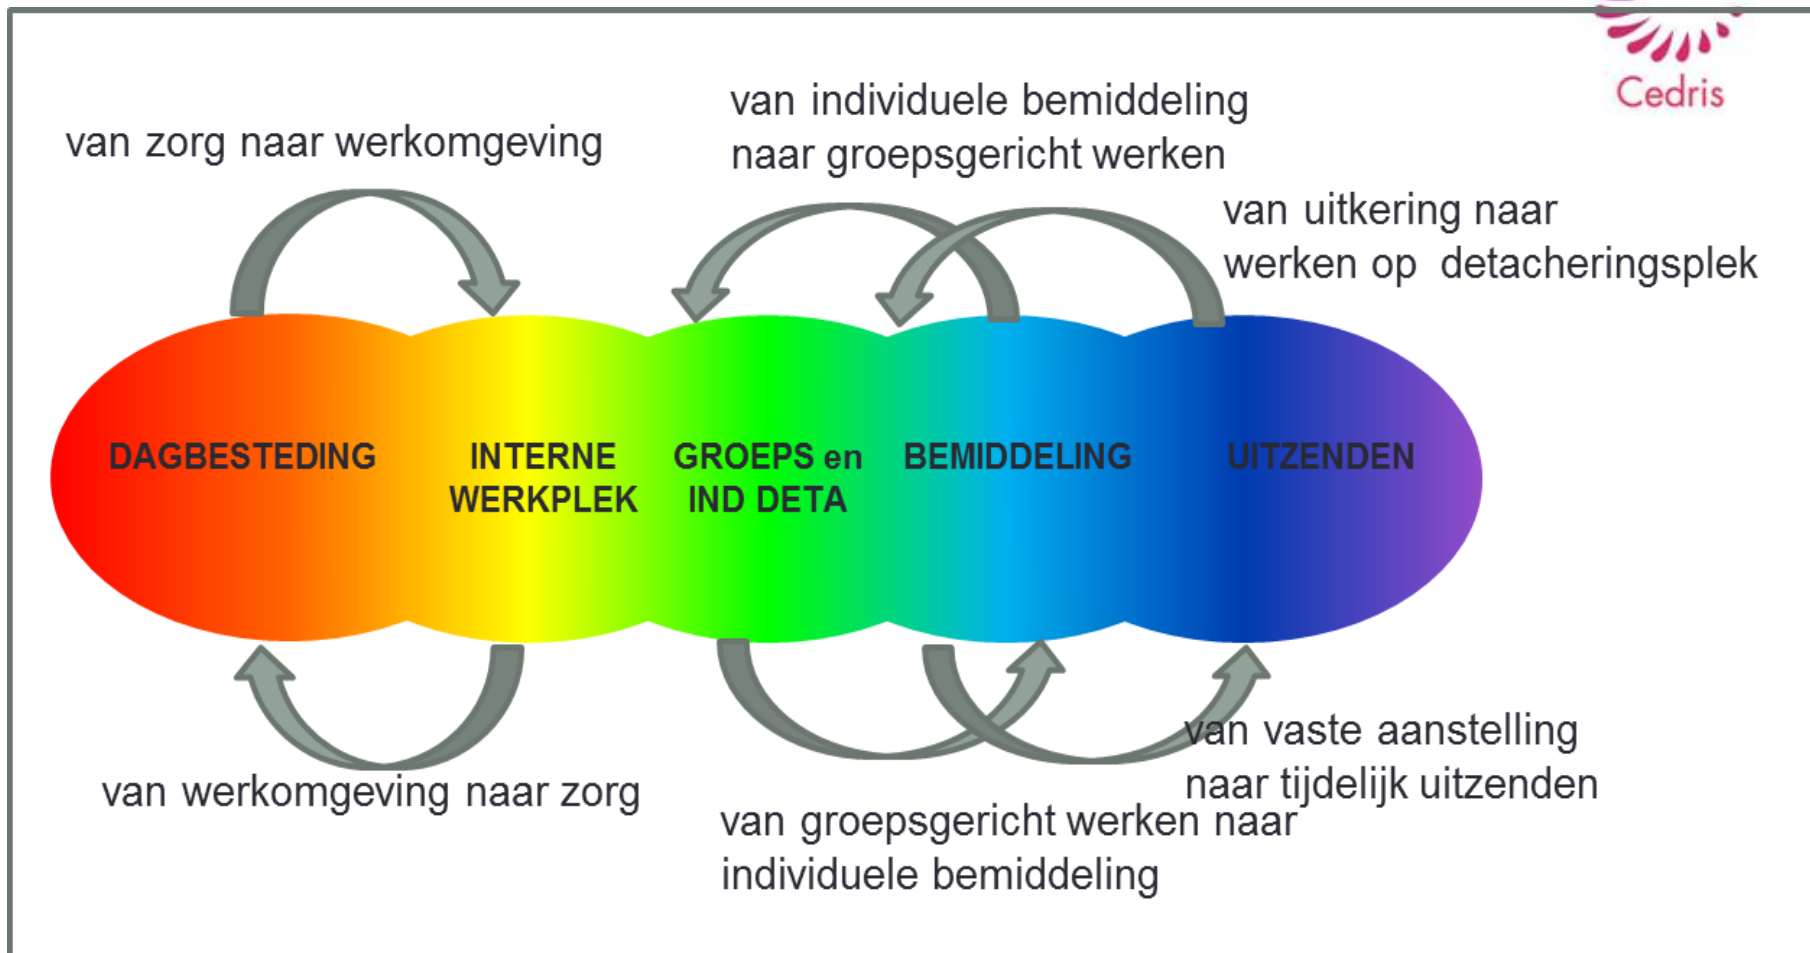 Cedris
van zorg naar werkomgeving
van individuele bemiddeling
naar groepsgericht werken
van uitkering naar
werken op detacheringsplek
DAGBESTEDING
INTERNE
WERKPLEK
GROEPS en
IND DETA
BEMIDDELING
UITZENDEN
van werkomgeving naar zorg
van vaste aanstelling
naar tijdelijk uitzenden
van groepsgericht werken naar
individuele bemiddeling